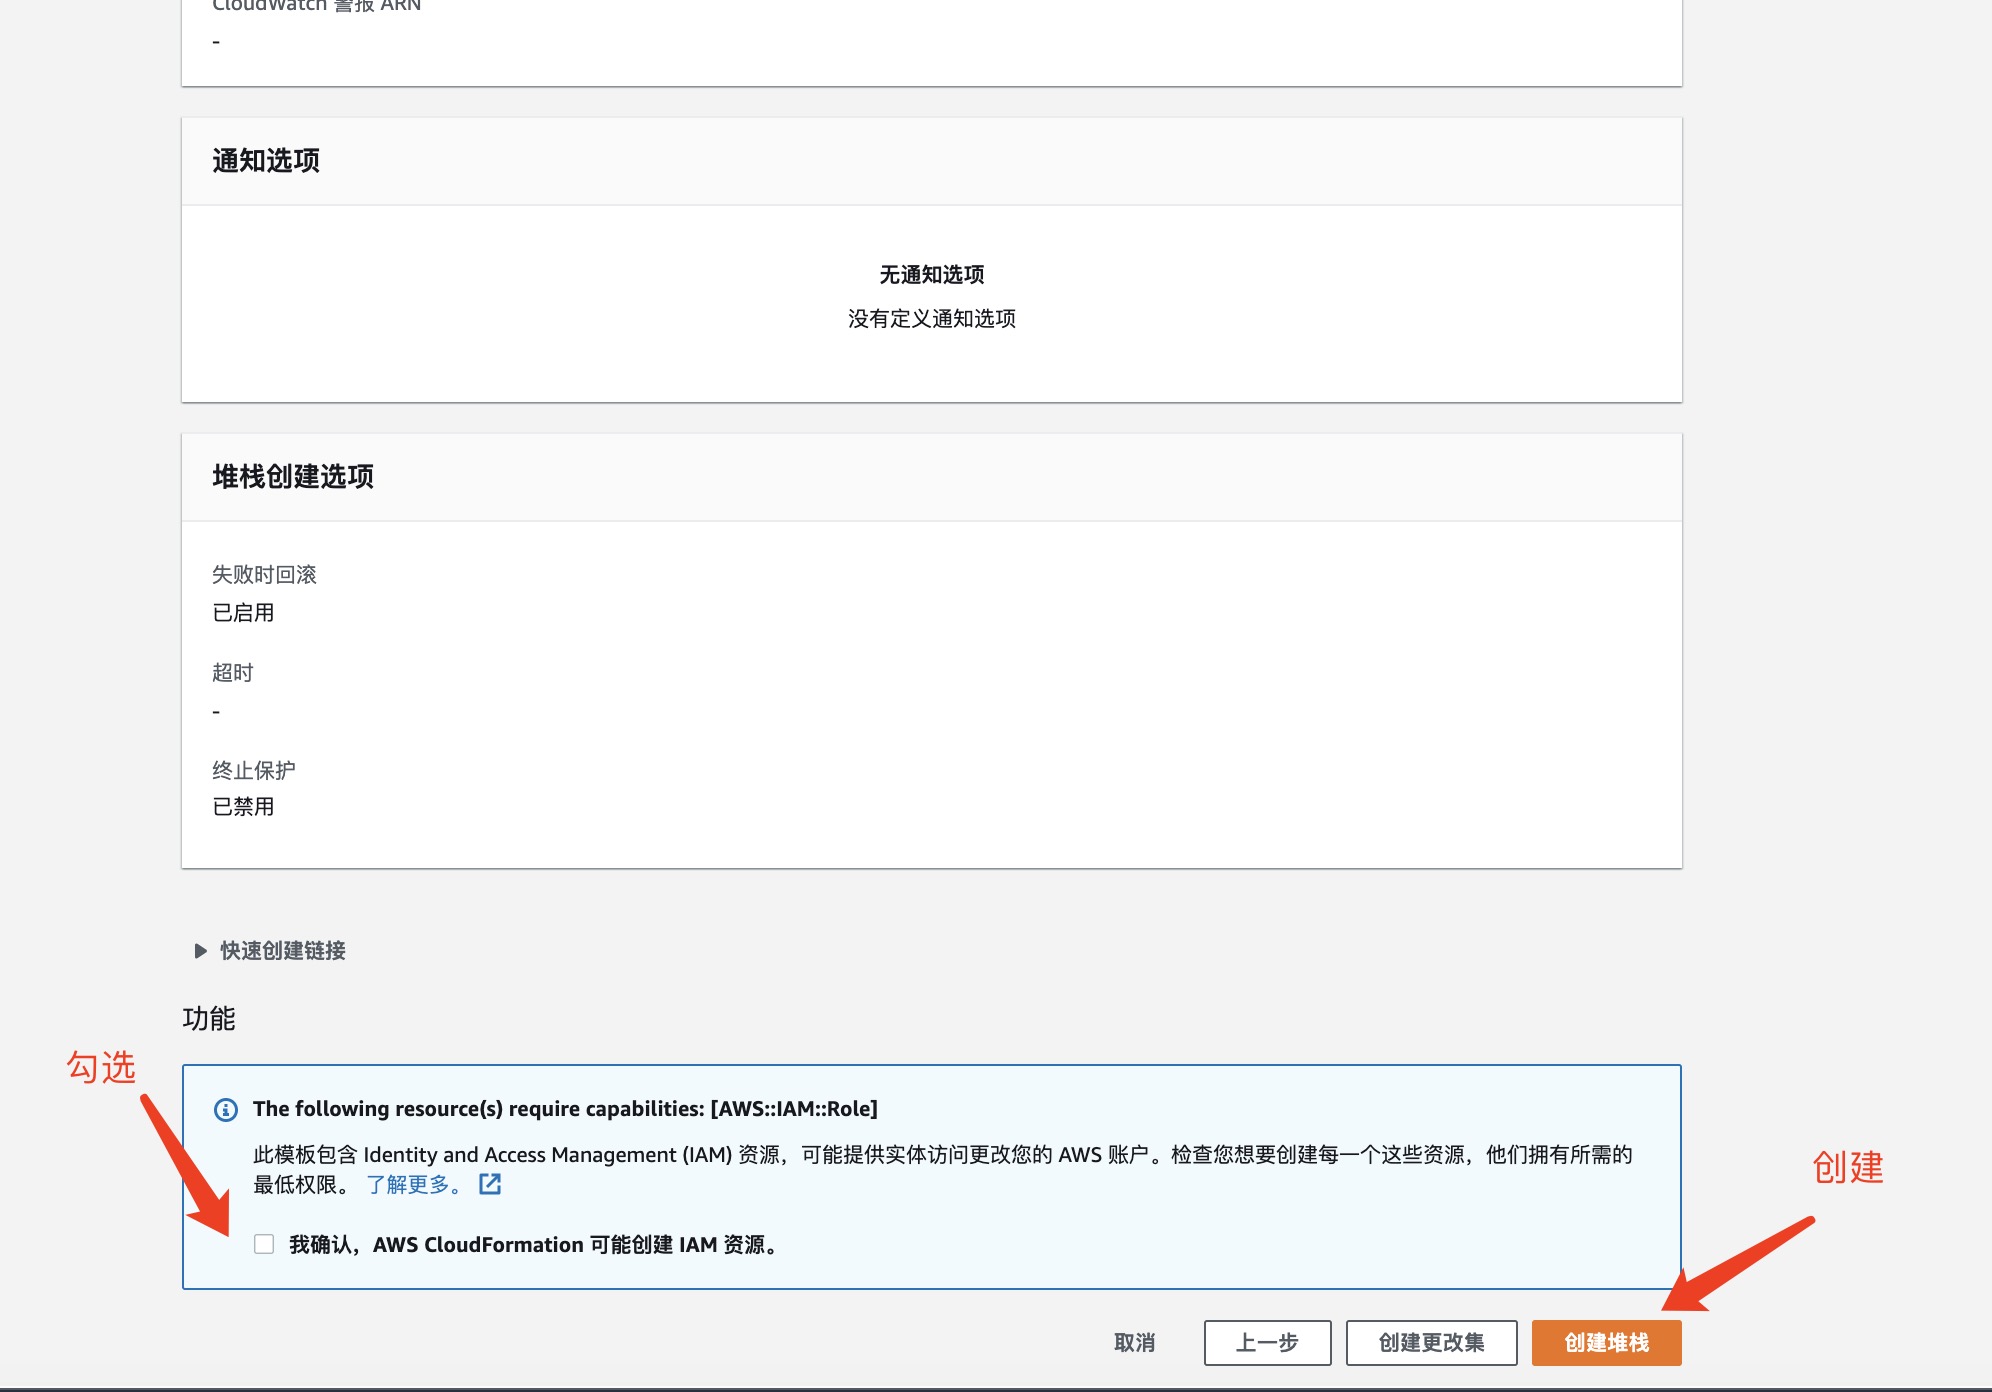 CloudWatch 警报 ARN
-
通知选项
无通知选项
没有定义通知选项
堆栈创建选项
失败时回滚
已启用
超时
-
终止保护
已禁用
快速创建链接
功能
勾选
The following resource(s) require capabilities: [AWS::IAM::Role]
此模板包含 Identity and Access Management (IAM) 资源，可能提供实体访问更改您的 AWS 账户。检查您想要创建每一个这些资源，他们拥有所需的
最低权限。 了解更多。
创建
我确认，AWS CloudFormation 可能创建 IAM 资源。
取消 上一步 创建更改集 创建堆栈